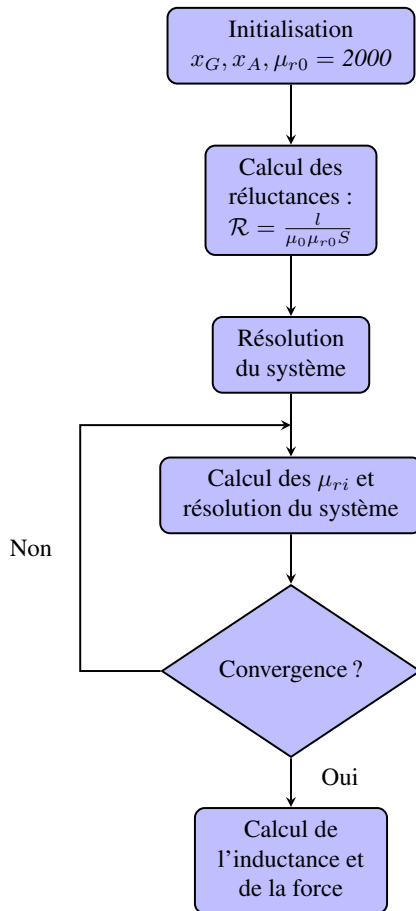 Initialisation
$x_G, x_A, \mu_{r0} = 2000$
Calcul des
réluctances :
$\mathcal{R} = \frac{l}{\mu_0 \mu_{r0} S}$
Résolution
du système
Calcul des $\mu_{ri}$ et
résolution du système
Non
Convergence ?
Oui
Calcul de
l'inductance et
de la force